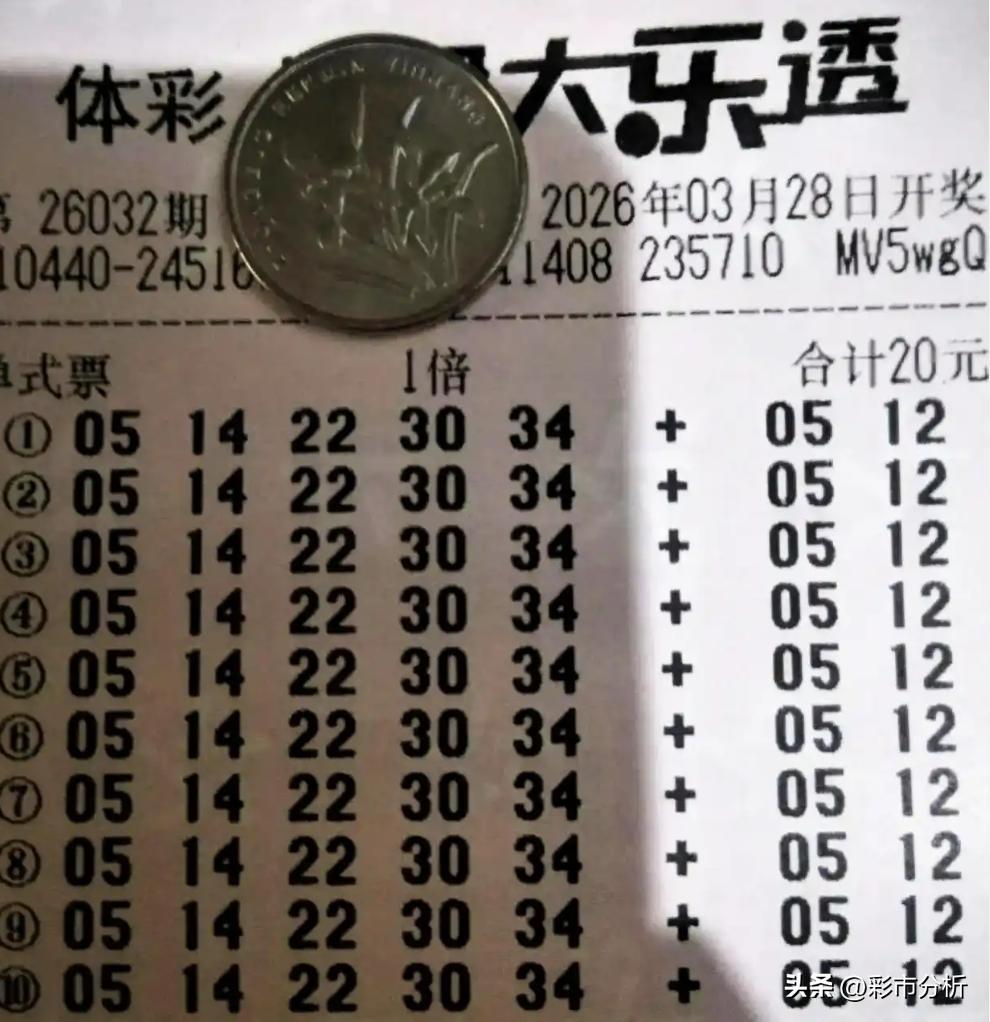 体彩 大乐透
26032期 2026年03月28日开奖
10440-24516 11408 235710 MV5wgQ
式票 1倍 合计20元
① 05 14 22 30 34 + 05 12
② 05 14 22 30 34 + 05 12
③ 05 14 22 30 34 + 05 12
④ 05 14 22 30 34 + 05 12
⑤ 05 14 22 30 34 + 05 12
⑥ 05 14 22 30 34 + 05 12
⑦ 05 14 22 30 34 + 05 12
⑧ 05 14 22 30 34 + 05 12
⑨ 05 14 22 30 34 + 05 12
⑩ 05 14 22 30 34 + 05 12
头条 @彩市分析